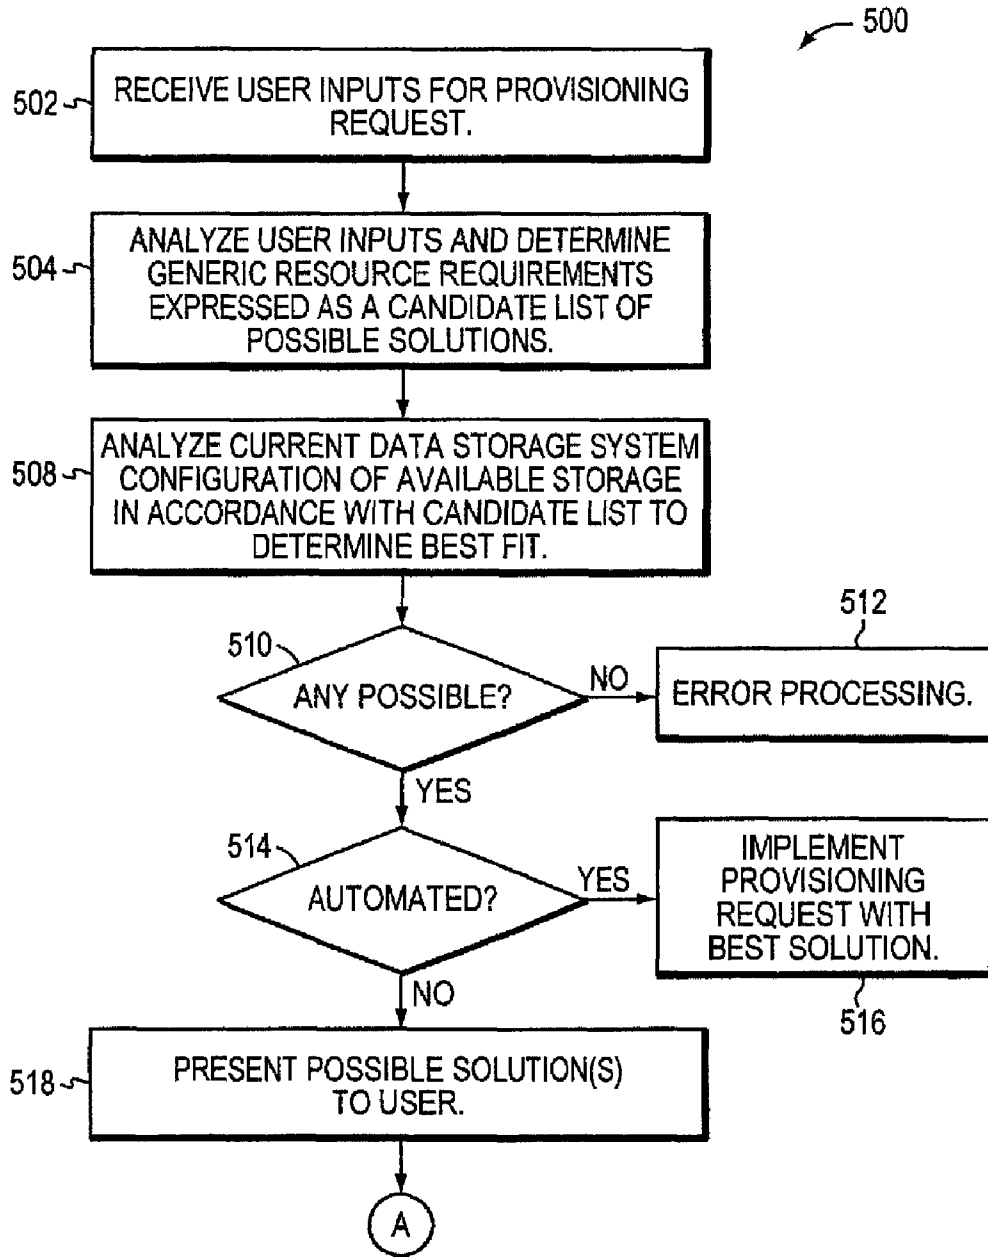 500
502
RECEIVE USER INPUTS FOR PROVISIONING
REQUEST.
504
ANALYZE USER INPUTS AND DETERMINE
GENERIC RESOURCE REQUIREMENTS
EXPRESSED AS A CANDIDATE LIST OF
POSSIBLE SOLUTIONS.
508
ANALYZE CURRENT DATA STORAGE SYSTEM
CONFIGURATION OF AVAILABLE STORAGE
IN ACCORDANCE WITH CANDIDATE LIST TO
DETERMINE BEST FIT.
510
ANY POSSIBLE?
NO
512
ERROR PROCESSING.
YES
514
AUTOMATED?
YES
IMPLEMENT
PROVISIONING
REQUEST WITH
BEST SOLUTION.
516
NO
518
PRESENT POSSIBLE SOLUTION(S)
TO USER.
A